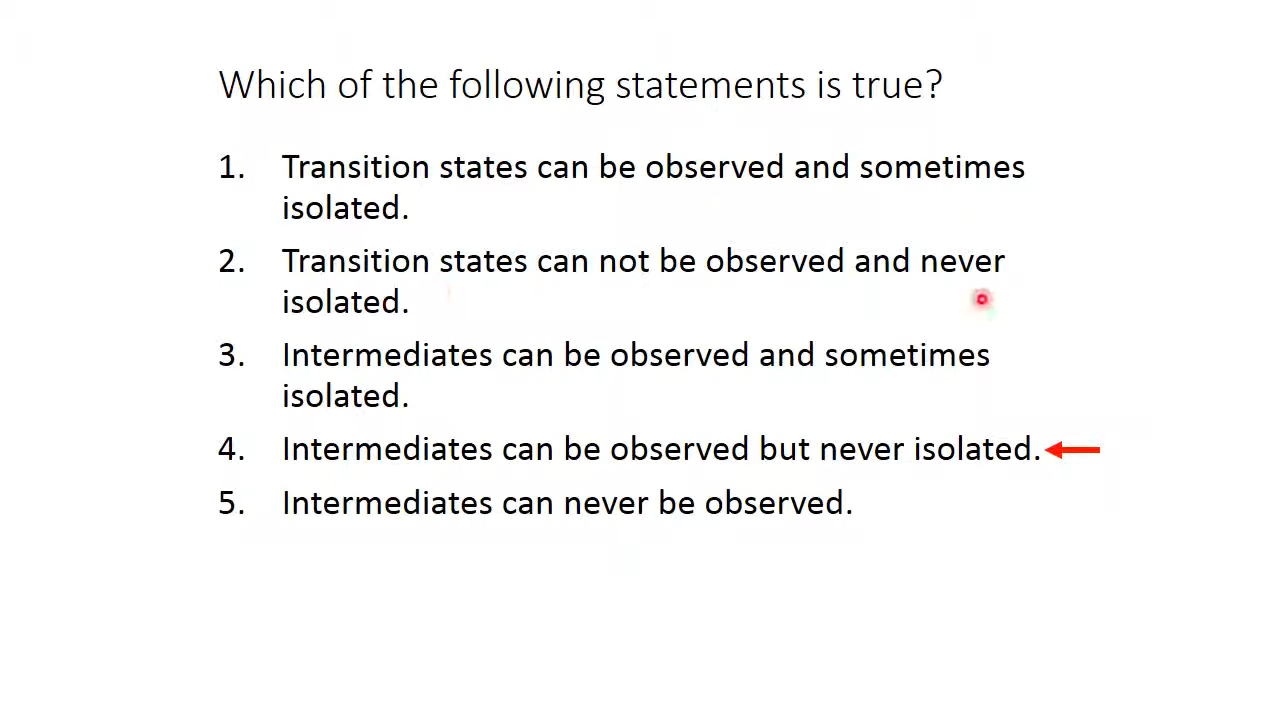 Which of the following statements is true?
1. Transition states can be observed and sometimes
isolated.
2. Transition states can not be observed and never
isolated.
3. Intermediates can be observed and sometimes
isolated.
4. Intermediates can be observed but never isolated.
5. Intermediates can never be observed.